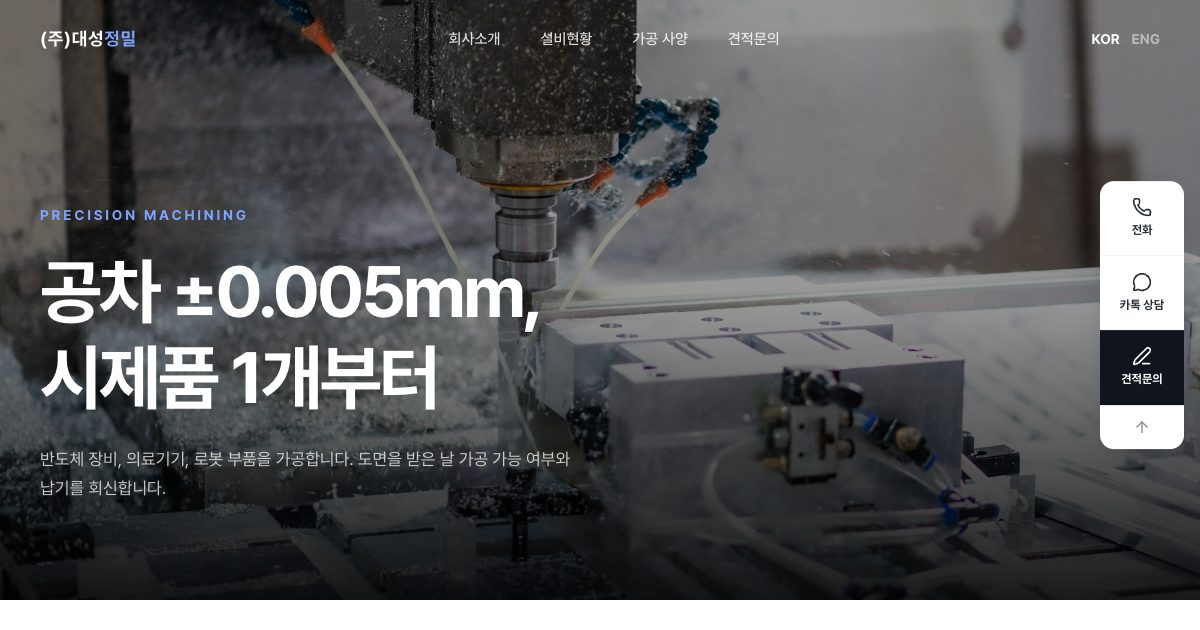 (주)대성정밀
회사소개
설비현황
가공 사양
견적문의
KOR ENG
PRECISION MACHINING
공차 ±0.005mm,
시제품 1개부터
반도체 장비, 의료기기, 로봇 부품을 가공합니다. 도면을 받은 날 가공 가능 여부와
납기를 회신합니다.
전화
카톡 상담
견적문의